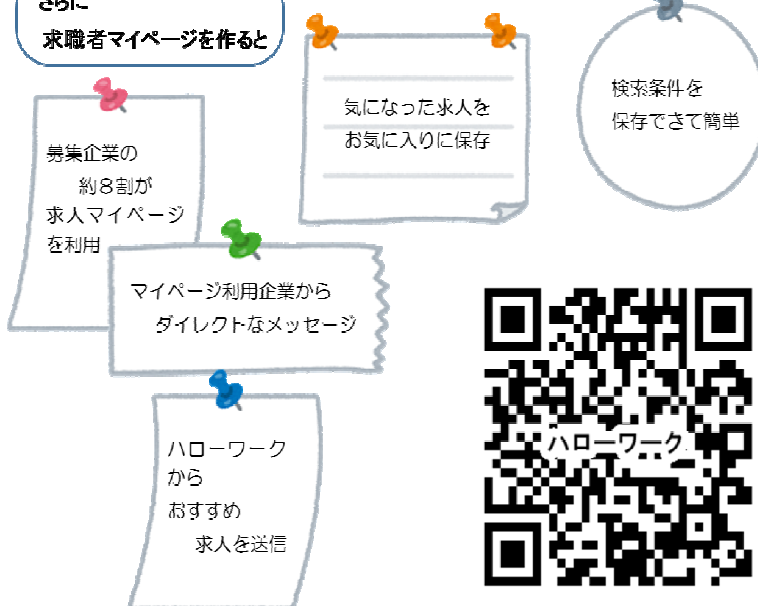 さらに
求職者マイページを作ると
気になった求人を
お気に入りに保存
検索条件を
保存できて簡単
募集企業の
約８割が
求人マイページ
を利用
マイページ利用企業から
ダイレクトなメッセージ
ハローワーク
から
おすすめ
求人を送信
ハローワーク